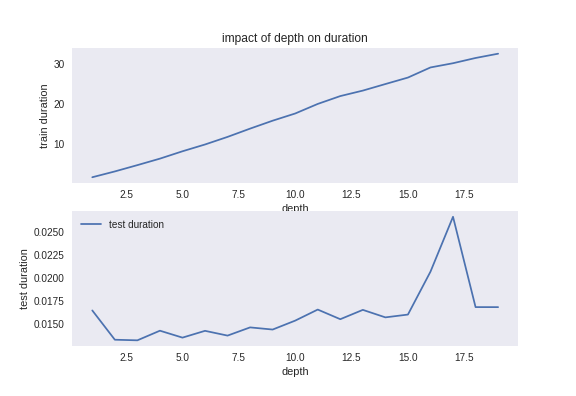 impact of depth on duration
30
20
10
train duration
2.5 5.0 7.5 10.0 12.5 15.0 17.5
depth
test duration
0.0250
0.0225
0.0200
0.0175
0.0150
test duration
2.5 5.0 7.5 10.0 12.5 15.0 17.5
depth